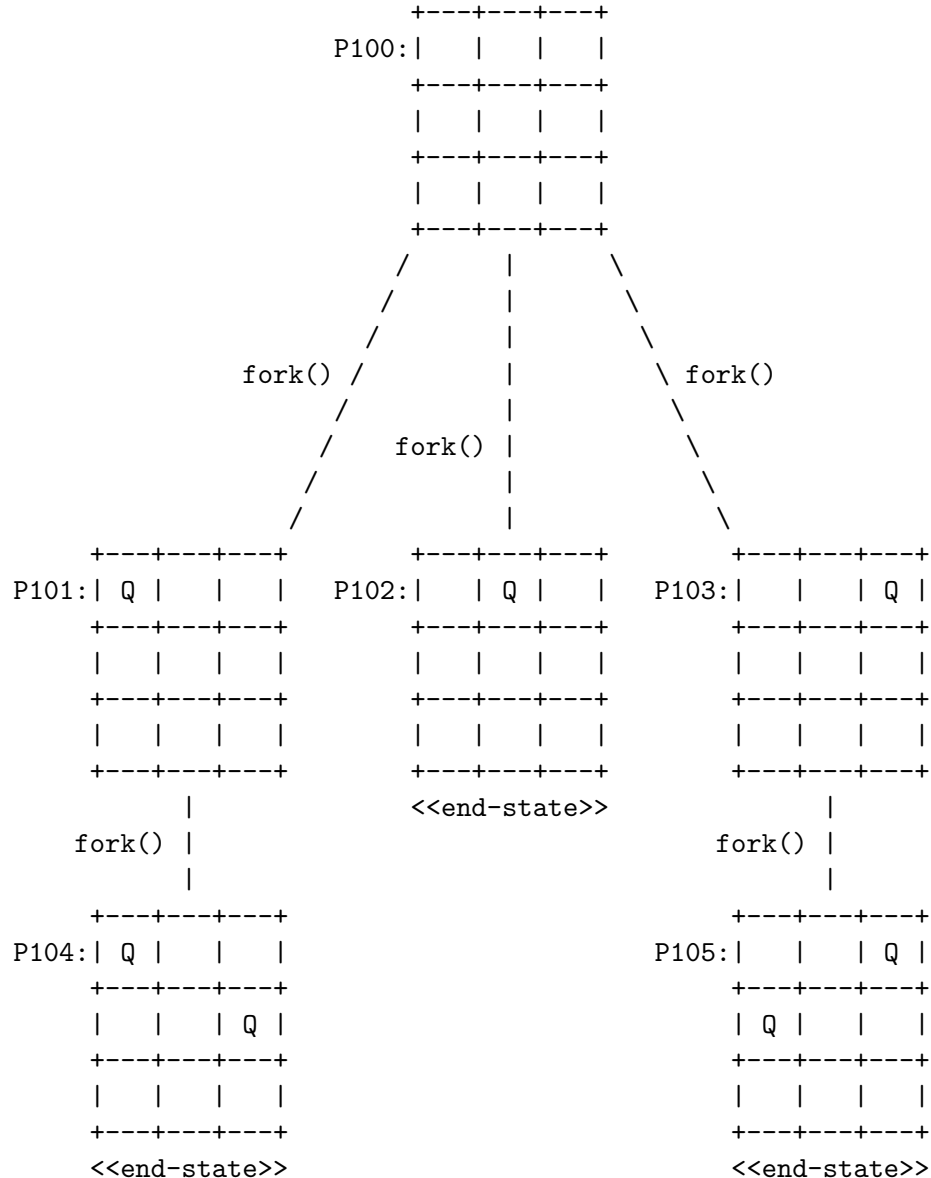 +---+---+---+
P100:|   |   |   |
      +---+---+---+
      |   |   |   |
      +---+---+---+
      |   |   |   |
      +---+---+---+
/ | \
/ | \
/ | \
fork() / | \ fork()
/ | \
/ fork() | \
/ | \
/ | \
+---+---+---+ +---+---+---+ +---+---+---+
P101:| Q |   |   | P102:|   | Q |   | P103:|   |   | Q |
+---+---+---+ +---+---+---+ +---+---+---+
|   |   |   | |   |   |   | |   |   |   |
+---+---+---+ +---+---+---+ +---+---+---+
|   |   |   | |   |   |   | |   |   |   |
+---+---+---+ +---+---+---+ +---+---+---+
| <<end-state>> |
fork() | fork() |
| |
+---+---+---+ +---+---+---+
P104:| Q |   |   | P105:|   |   | Q |
+---+---+---+ +---+---+---+
|   |   | Q | | Q |   |   |
+---+---+---+ +---+---+---+
|   |   |   | |   |   |   |
+---+---+---+ +---+---+---+
<<end-state>> <<end-state>>